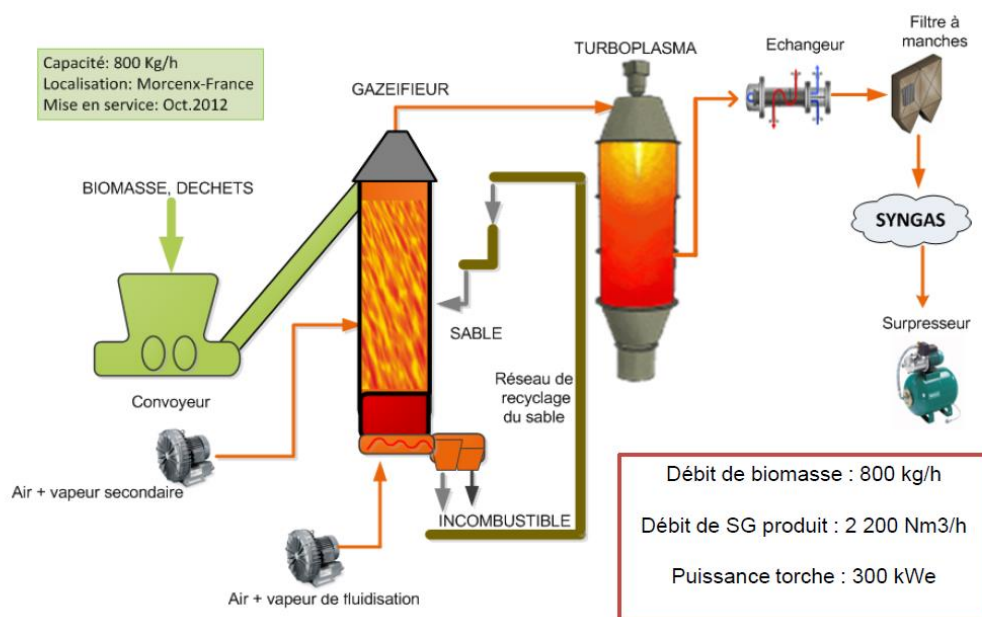 Capacité: 800 Kg/h
Localisation: Morcenx-France
Mise en service: Oct.2012
GAZEIFIEUR
TURBOPLASMA
Echangeur
Filtre à
manches
BIOMASSE, DECHETS
SYNGAS
SABLE
Surpresseur
Convoyeur
Réseau de
recyclage
du sable
Air + vapeur secondaire
INCOMBUSTIBLE
Air + vapeur de fluidisation
Débit de biomasse : 800 kg/h
Débit de SG produit : 2 200 Nm3/h
Puissance torche : 300 kWe